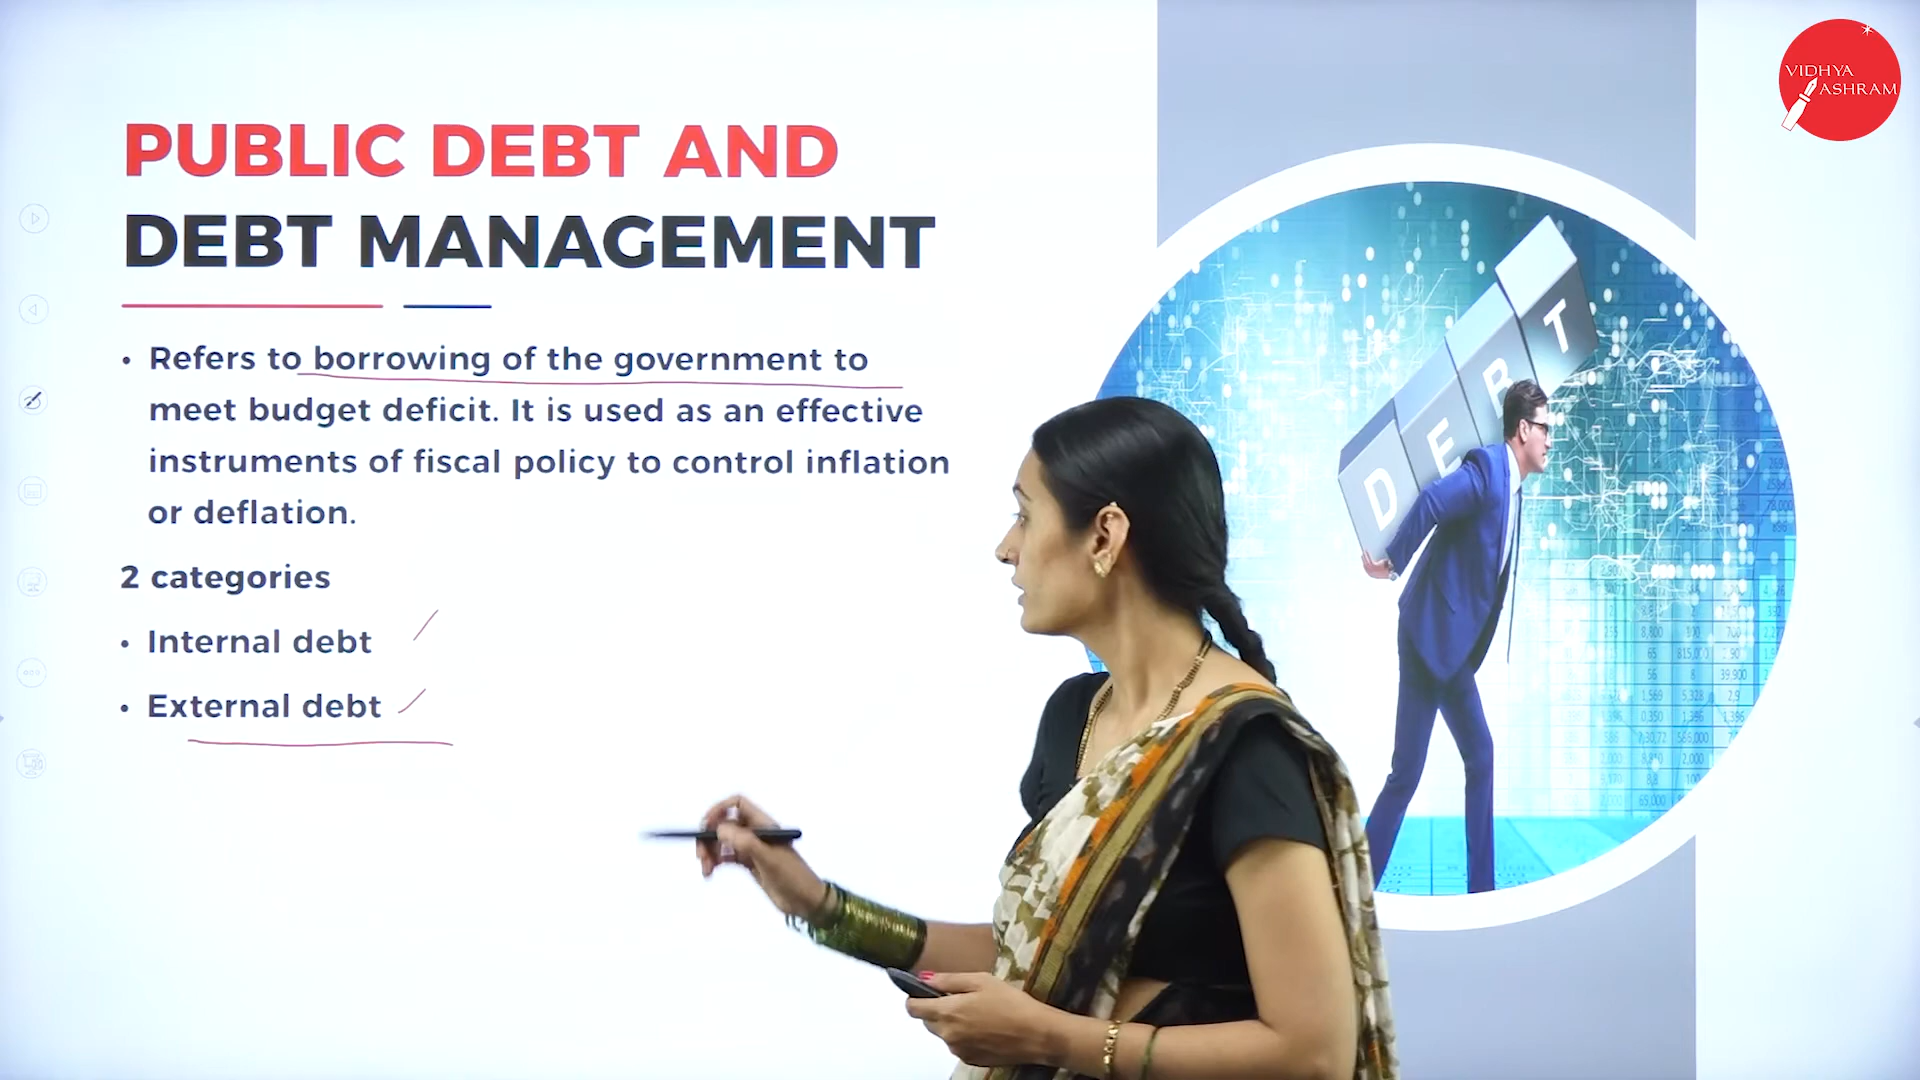 VIDHYA
ASHRAM
PUBLIC DEBT AND
DEBT MANAGEMENT
• Refers to borrowing of the government to
meet budget deficit. It is used as an effective
instruments of fiscal policy to control inflation
or deflation.
2 categories
• Internal debt
• External debt
DEBT